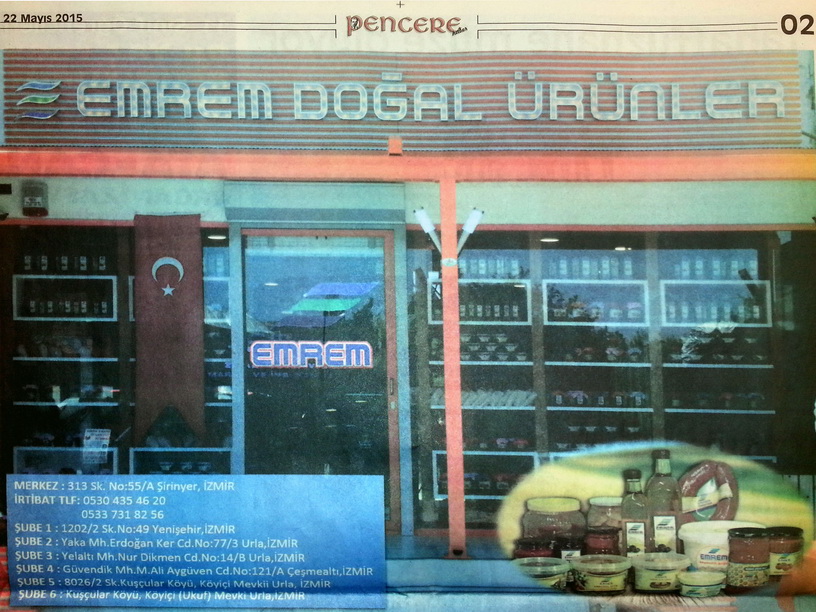 22 Mayıs 2015
PENCERE
02
EMREM DOĞAL ÜRÜNLER
EMREM
MERKEZ : 313 Sk. No:55/A Şirinyer, İZMİR
İRTİBAT TLF: 0530 435 46 20
0533 731 82 56
ŞUBE 1 : 1202/2 Sk.No:49 Yenişehir,İZMİR
ŞUBE 2 : Yaka Mh.Erdoğan Ker Cd.No:77/3 Urla,İZMİR
ŞUBE 3 : Yelaltı Mh.Nur Dikmen Cd.No:14/B Urla,İZMİR
ŞUBE 4 : Güvendik Mh.M.Ali Aygüven Cd.No:121/A Çeşmealtı,İZMİR
ŞUBE 5 : 8026/2 Sk.Kuşçular Köyü, Köyiçi Mevkii Urla,İZMİR
ŞUBE 6 : Kuşçular Köyü, Köyiçi (Ukuf) Mevki Urla,İZMİR
EMREM